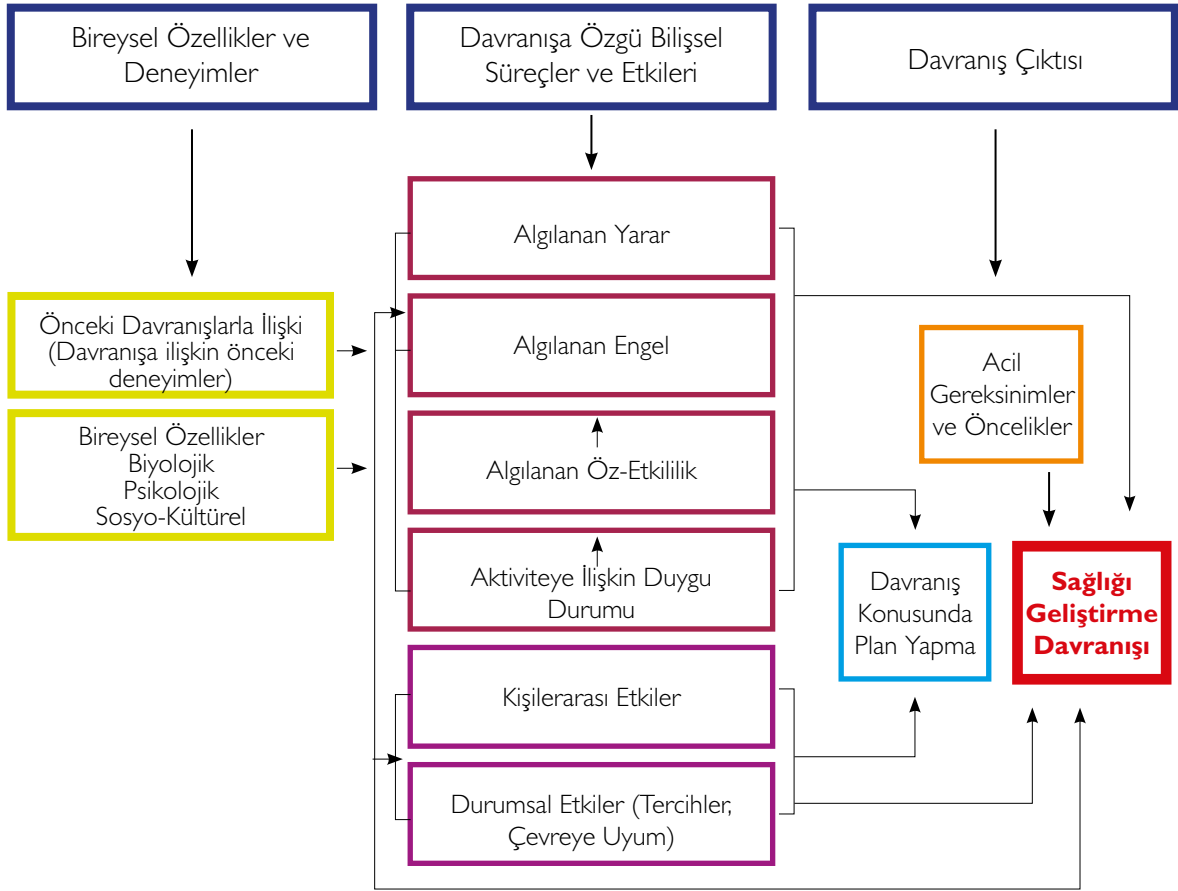 Bireysel Özellikler ve
Deneyimler
Davranışa Özgü Bilişsel
Süreçler ve Etkileri
Davranış Çıktısı
Algılanan Yarar
Önceki Davranışlarla İlişki
(Davranışa ilişkin önceki
deneyimler)
Algılanan Engel
Acil
Gereksinimler
ve Öncelikler
Bireysel Özellikler
Biyolojik
Psikolojik
Sosyo-Kültürel
Algılanan Öz-Etkililik
Aktiviteye İlişkin Duygu
Durumu
Davranış
Konusunda
Plan Yapma
Sağlığı
Geliştirme
Davranışı
Kişilerarası Etkiler
Durumsal Etkiler (Tercihler,
Çevreye Uyum)